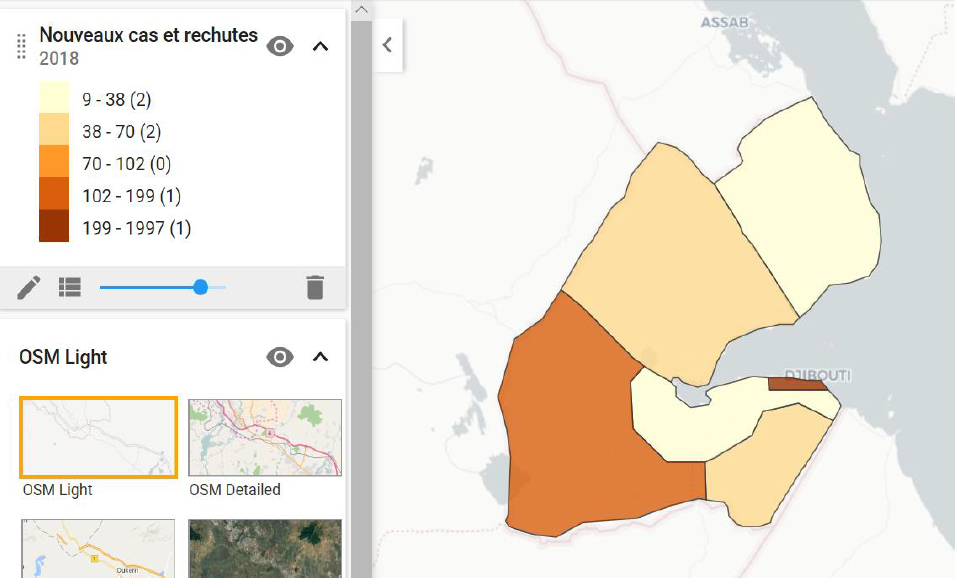 Nouveaux cas et rechutes
2018
9 - 38 (2)
38 - 70 (2)
70 - 102 (0)
102 - 199 (1)
199 - 1997 (1)
OSM Light
OSM Light
OSM Detailed
Dukem
ASSAB
DJIBOUTI